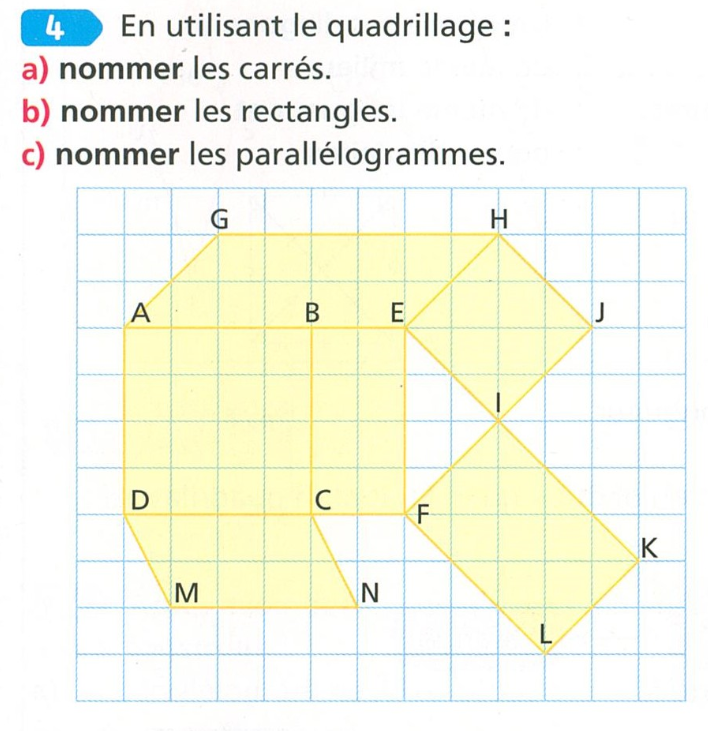 4 En utilisant le quadrillage :
a) nommer les carrés.
b) nommer les rectangles.
c) nommer les parallélogrammes.
G H
A B E J
I
D C F
K
M N
L